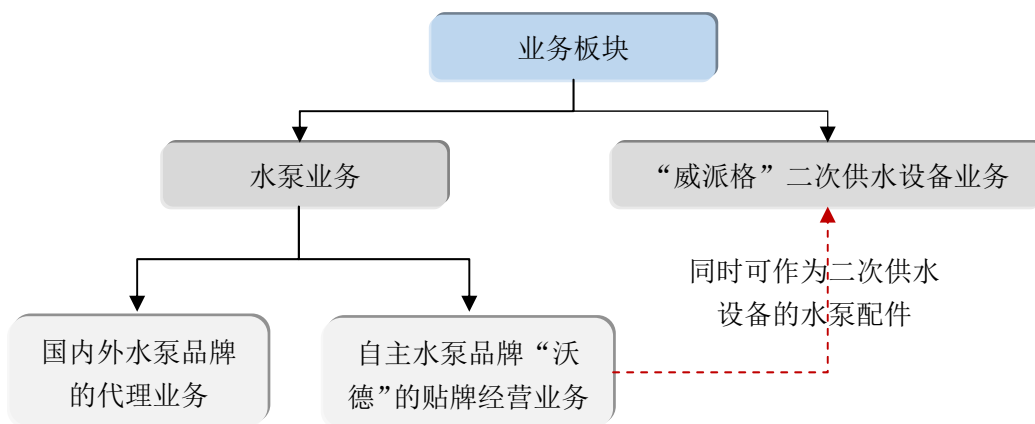 业务板块
水泵业务
“威派格”二次供水设备业务
同时可作为二次供水
设备的水泵配件
国内外水泵品牌
的代理业务
自主水泵品牌“沃
德”的贴牌经营业务